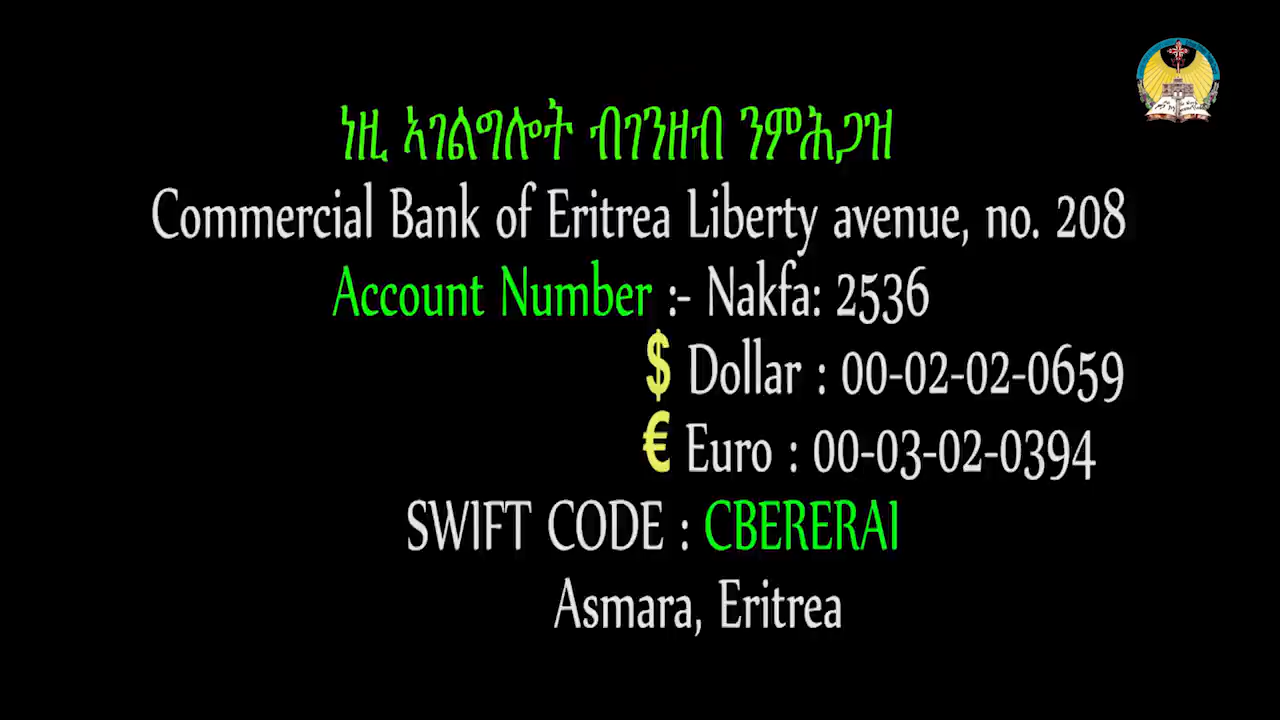 ነዚ ኣገልግሎት ብገንዘብ ንምሕጋዝ
Commercial Bank of Eritrea Liberty avenue, no. 208
Account Number :- Nakfa: 2536
$ Dollar : 00-02-02-0659
€ Euro : 00-03-02-0394
SWIFT CODE : CBERERAI
Asmara, Eritrea